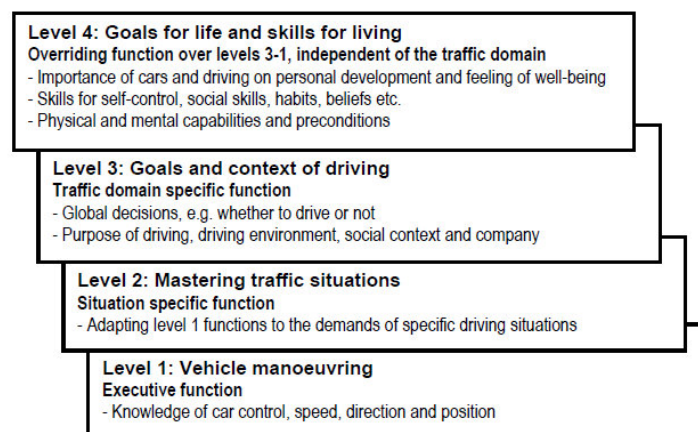 Level 4: Goals for life and skills for living
Overriding function over levels 3-1, independent of the traffic domain
- Importance of cars and driving on personal development and feeling of well-being
- Skills for self-control, social skills, habits, beliefs etc.
- Physical and mental capabilities and preconditions
Level 3: Goals and context of driving
Traffic domain specific function
- Global decisions, e.g. whether to drive or not
- Purpose of driving, driving environment, social context and company
Level 2: Mastering traffic situations
Situation specific function
- Adapting level 1 functions to the demands of specific driving situations
Level 1: Vehicle manoeuvring
Executive function
- Knowledge of car control, speed, direction and position